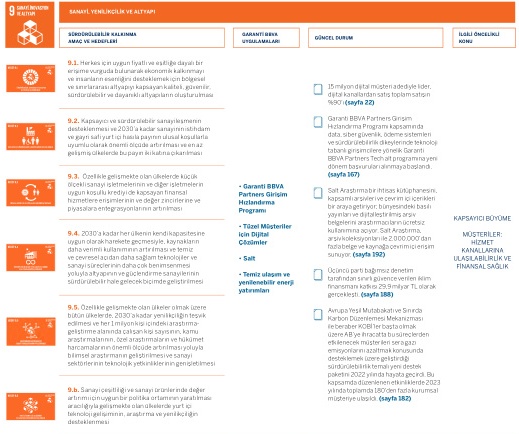 9 SANAYİ, İNOVASYON VE ALTYAPI
SANAYİ, YENİLİKÇİLİK VE ALTYAPI
SÜRDÜRÜLEBİLİR KALKINMA
AMAÇ VE HEDEFLERİ
GARANTİ BBVA
UYGULAMALARI
GÜNCEL DURUM
İLGİLİ ÖNCELİKLİ
KONU
9.1. Herkes için uygun fiyatlı ve eşitliğe dayalı bir
erişime vurguda bulunarak ekonomik kalkınmayı
ve insanların esenliğini desteklemek için bölgesel
ve sınırlararası altyapıyı kapsayan kaliteli, güvenilir,
sürdürülebilir ve dayanıklı altyapıların oluşturulması
9.2. Kapsayıcı ve sürdürülebilir sanayileşmenin
desteklenmesi ve 2030'a kadar sanayinin istihdam
ve gayri safi yurt içi hasıla payının ulusal koşullarla
uyumlu olarak önemli ölçüde artırılması ve en az
gelişmiş ülkelerde bu payın iki katına çıkarılması
9.3. Özellikle gelişmekte olan ülkelerde küçük
ölçekli sanayi işletmelerinin ve diğer işletmelerin
uygun koşullu kredi de kapsayan finansal
hizmetlere erişimlerinin ve değer zincirlerine ve
piyasalara entegrasyonlarının artırılması
9.4. 2030'a kadar her ülkenin kendi kapasitesine
uygun olarak harekete geçmesiyle, kaynakların
daha verimli kullanımının artırılması ve temiz
ve çevresel açıdan daha sağlam teknolojiler ve
sanayi süreçlerinin daha çok benimsenmesi
yoluyla altyapının ve güçlendirme sanayilerinin
sürdürülebilir hale gelecek biçimde geliştirilmesi
9.5. Özellikle gelişmekte olan ülkeler olmak üzere
bütün ülkelerde, 2030'a kadar yenilikçiliğin teşvik
edilmesi ve her 1 milyon kişi içindeki araştırma-
geliştirme alanında çalışan kişi sayısının, kamu
araştırmalarının, özel araştırmaların ve hükümet
harcamalarının önemli ölçüde artırılması yoluyla
bilimsel araştırmanın geliştirilmesi ve sanayi
sektörlerinin teknolojik yetkinliklerinin genişletilmesi
9.b. Sanayi çeşitliliği ve sanayi ürünlerinde değer
artırımı için uygun bir politika ortamının yaratılması
aracılığıyla gelişmekte olan ülkelerde yurt içi
teknoloji gelişiminin, araştırma ve yenilikçiliğin
desteklenmesi
• Garanti BBVA
Partners Girişim
Hızlandırma
Programı
• Tüzel Müşteriler
için Dijital
Çözümler
• Salt
• Temiz ulaşım ve
yenilenebilir enerji
yatırımları
15 milyon dijital müşteri adediyle lider,
dijital kanallardan satış toplam satışın
%90'ı (sayfa 22)
Garanti BBVA Partners Girişim
Hızlandırma Programı kapsamında
data, siber güvenlik, ödeme sistemleri
ve sürdürülebilirlik dikeylerinde teknoloji
tabanlı girişimcilere yönelik Garanti
BBVA Partners Tech alt programına yeni
dönem başvuruları alınmaya başlandı.
(sayfa 167)
Salt Araştırma bir ihtisas kütüphanesini,
kapsamlı arşivleri ve çevrim içi içerikleri
bir araya getiriyor; bünyesindeki basılı
yayınları ve dijitalleştirilmiş arşiv
belgelerini araştırmacıların ücretsiz
kullanımına açıyor. Salt Araştırma,
arşiv koleksiyonları ile 2.000.000'dan
fazla belge ve kaynağa çevrim içi erişim
sunuyor. (sayfa 192)
Üçüncü parti bağımsız denetim
tarafından sınırlı güvence verilen iklim
finansmanı katkısı 29,9 milyar TL olarak
gerçekleşti. (sayfa 188)
Avrupa Yeşil Mutabakatı ve Sınırda
Karbon Düzenlemesi Mekanizması
ile beraber KOBİ'ler başta olmak
üzere AB'ye ihracatta bu süreçlerden
etkilenecek müşterileri sera gazı
emisyonlarını azaltmak konusunda
desteklemek üzere geliştirdiği
sürdürülebilirlik temalı yeni destek
paketini 2022 yılında hayata geçirdi. Bu
kapsamda düzenlenen etkinliklerde 2023
yılında toplamda 180'den fazla kurumsal
müşteriye ulaşıldı. (sayfa 182)
KAPSAYICI BÜYÜME
MÜŞTERİLER:
HİZMET
KANALLARINA
ULAŞILABİLİRLİK VE
FİNANSAL SAĞLIK